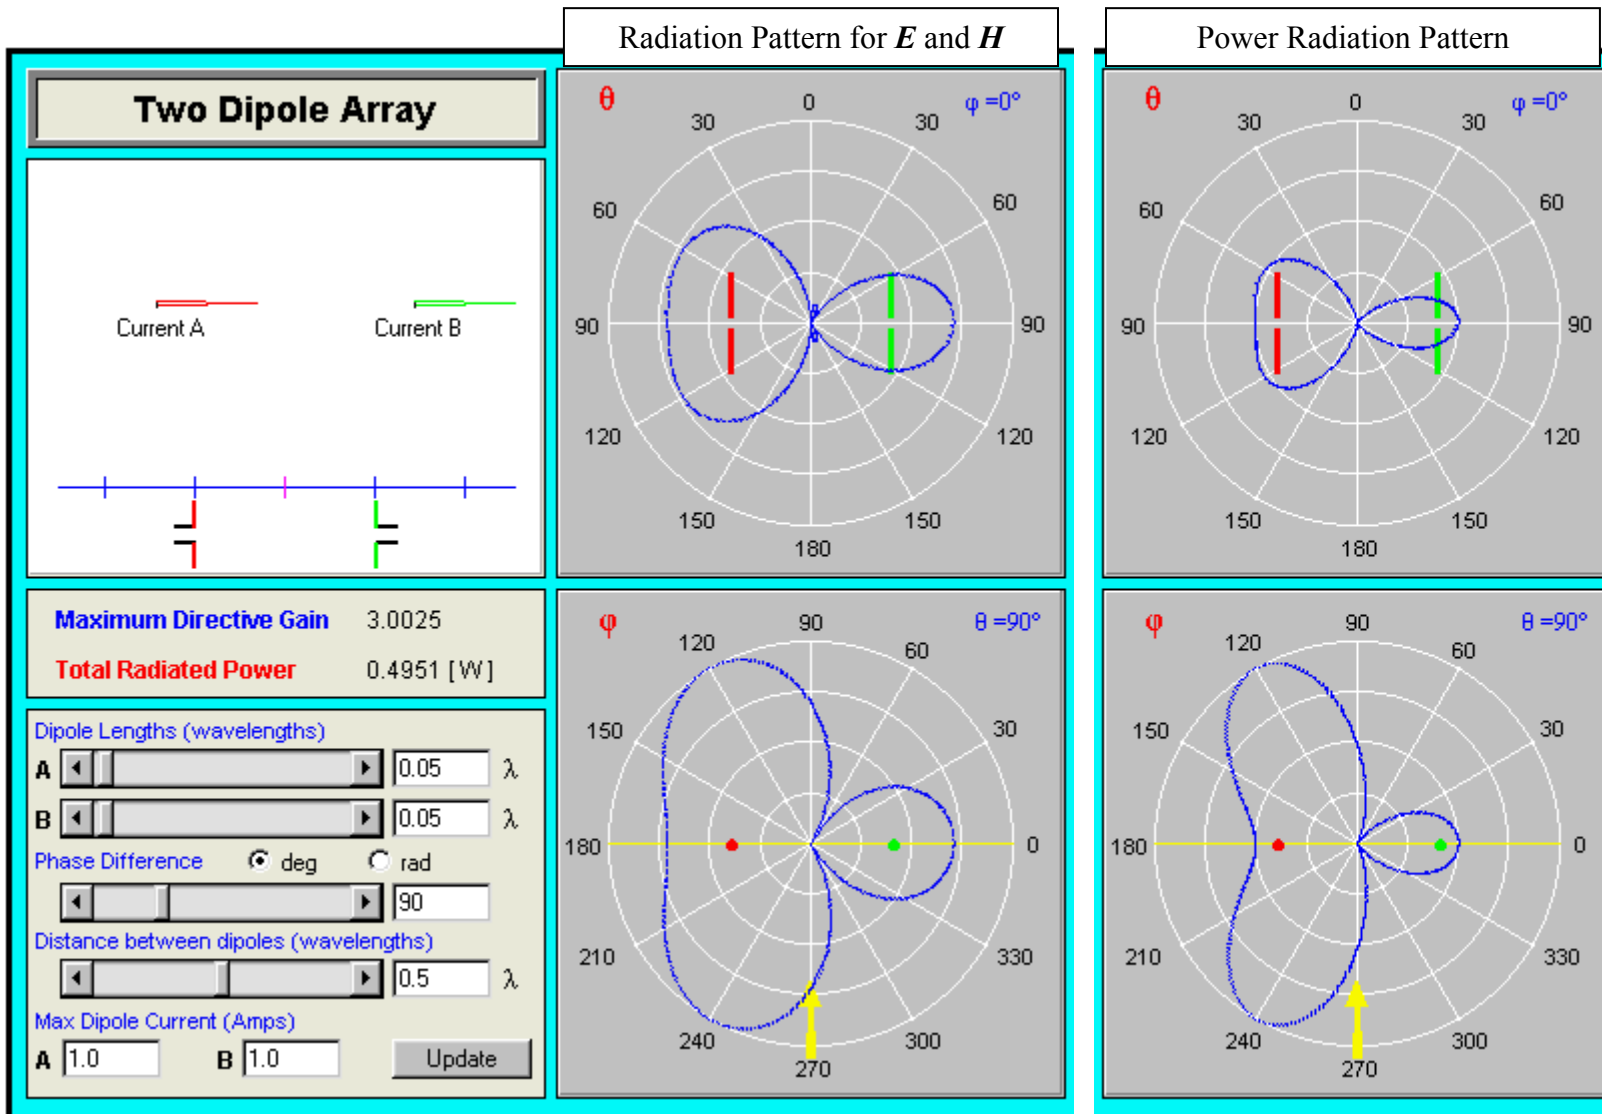 Radiation Pattern for E and H
Power Radiation Pattern
Two Dipole Array
Current A
Current B
Maximum Directive Gain 3.0025
Total Radiated Power 0.4951 [W]
Dipole Lengths (wavelengths)
A 0.05 λ
B 0.05 λ
Phase Difference deg rad
90
Distance between dipoles (wavelengths)
0.5 λ
Max Dipole Current (Amps)
A 1.0 B 1.0 Update
θ 0 φ =0°
30 30
60 60
90 90
120 120
150 150
180
φ 90 θ =90°
120 60
150 30
180 0
210 330
240 300
270
θ 0 φ =0°
30 30
60 60
90 90
120 120
150 150
180
φ 90 θ =90°
120 60
150 30
180 0
210 330
240 300
270